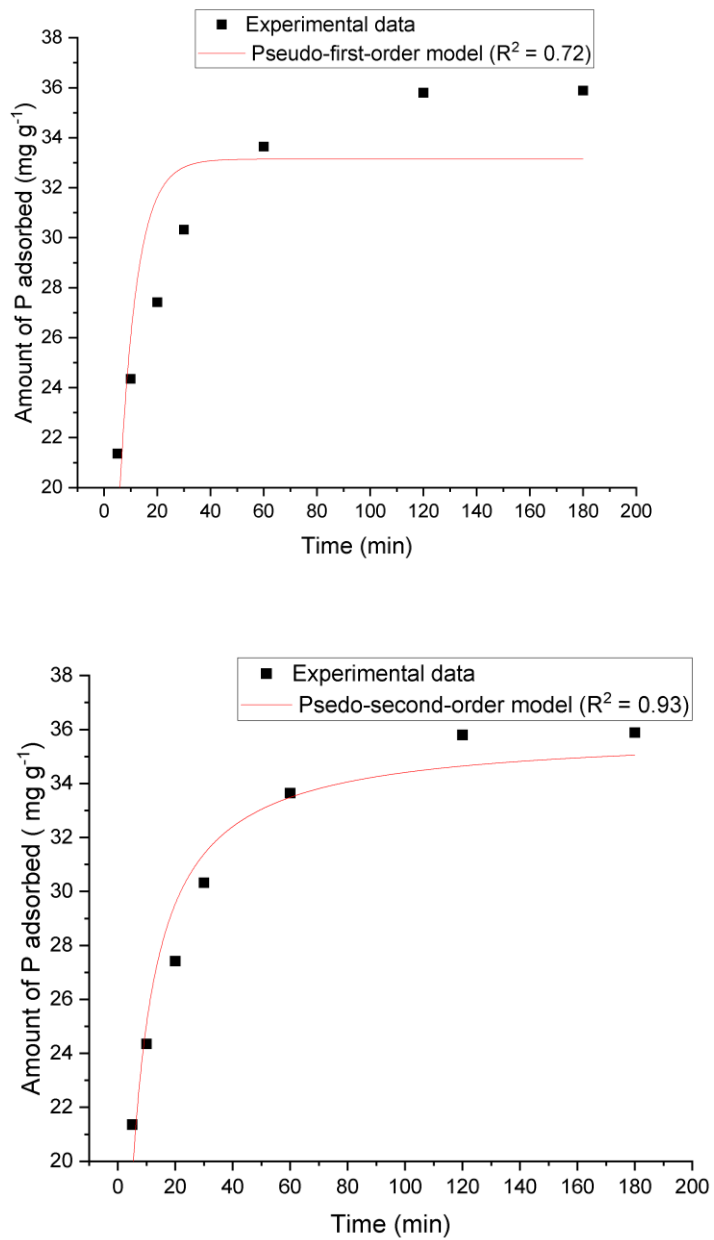 Experimental data
Pseudo-first-order model (R² = 0.72)
38
36
34
32
30
28
26
24
22
20
Amount of P adsorbed (mg g⁻¹)
0 20 40 60 80 100 120 140 160 180 200
Time (min)
Experimental data
Psedo-second-order model (R² = 0.93)
38
36
34
32
30
28
26
24
22
20
Amount of P adsorbed ( mg g⁻¹)
0 20 40 60 80 100 120 140 160 180 200
Time (min)